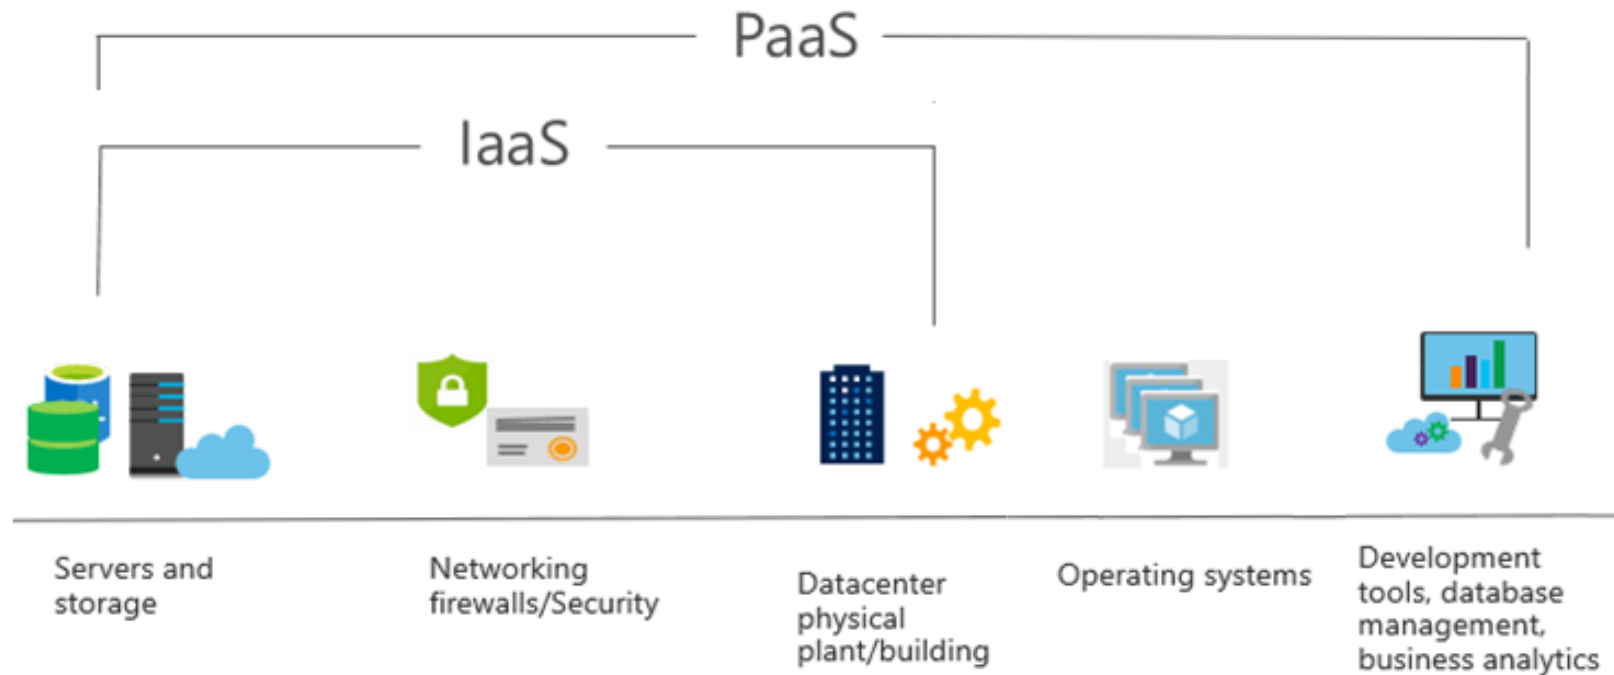 PaaS
IaaS
Servers and
storage
Networking
firewalls/Security
Datacenter
physical
plant/building
Operating systems
Development
tools, database
management,
business analytics